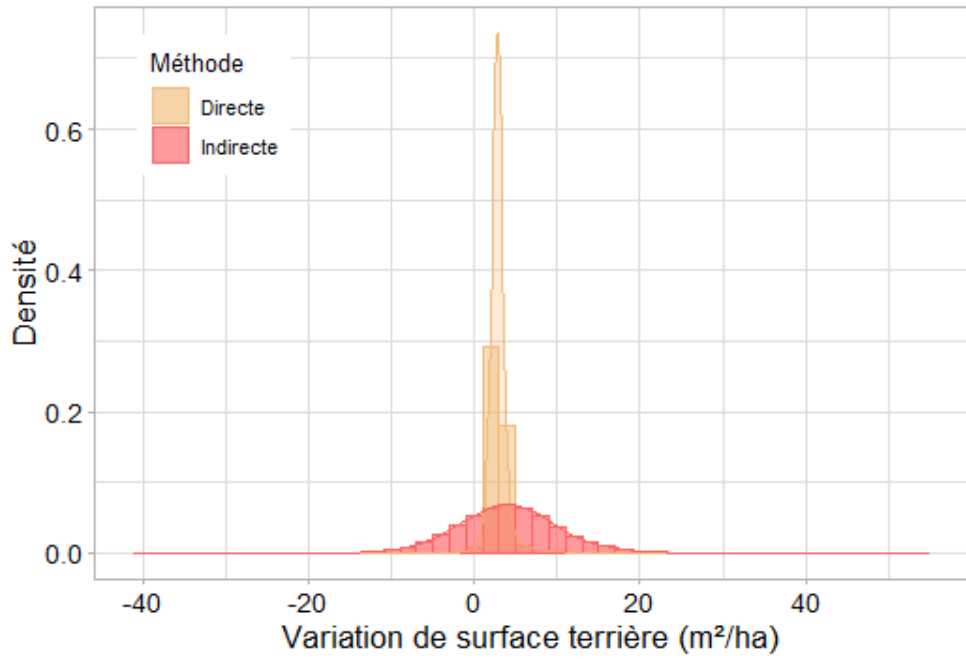 Méthode
Directe
Indirecte
Densité
0.6
0.4
0.2
0.0
-40 -20 0 20 40
Variation de surface terrière (m²/ha)